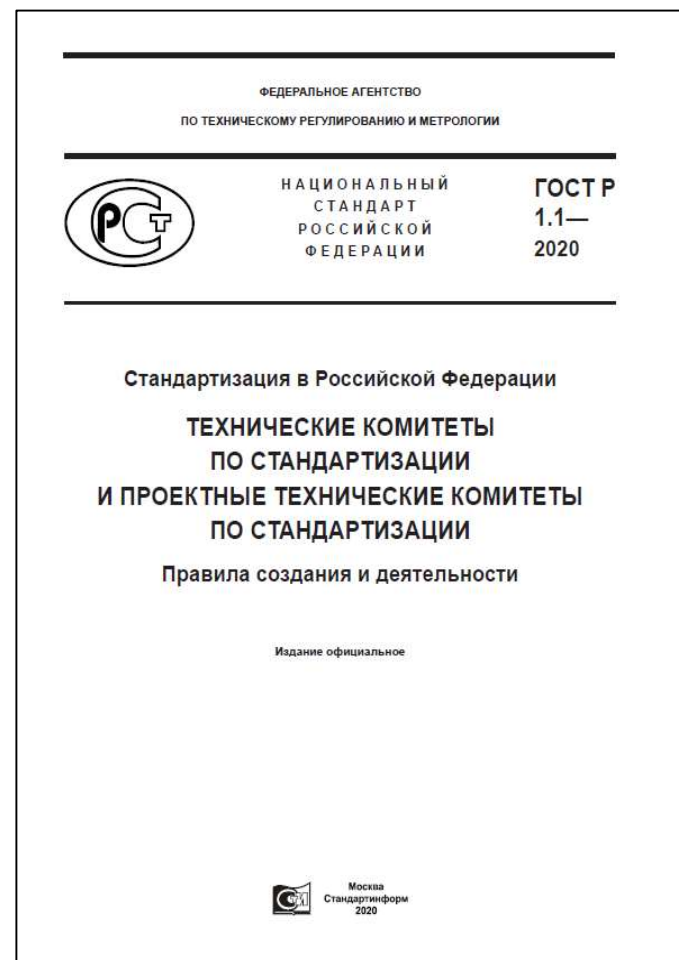 ФЕДЕРАЛЬНОЕ АГЕНТСТВО
ПО ТЕХНИЧЕСКОМУ РЕГУЛИРОВАНИЮ И МЕТРОЛОГИИ
РСТ
НАЦИОНАЛЬНЫЙ
СТАНДАРТ
РОССИЙСКОЙ
ФЕДЕРАЦИИ
ГОСТ Р
1.1—
2020
Стандартизация в Российской Федерации
ТЕХНИЧЕСКИЕ КОМИТЕТЫ
ПО СТАНДАРТИЗАЦИИ
И ПРОЕКТНЫЕ ТЕХНИЧЕСКИЕ КОМИТЕТЫ
ПО СТАНДАРТИЗАЦИИ
Правила создания и деятельности
Издание официальное
Москва
Стандартинформ
2020